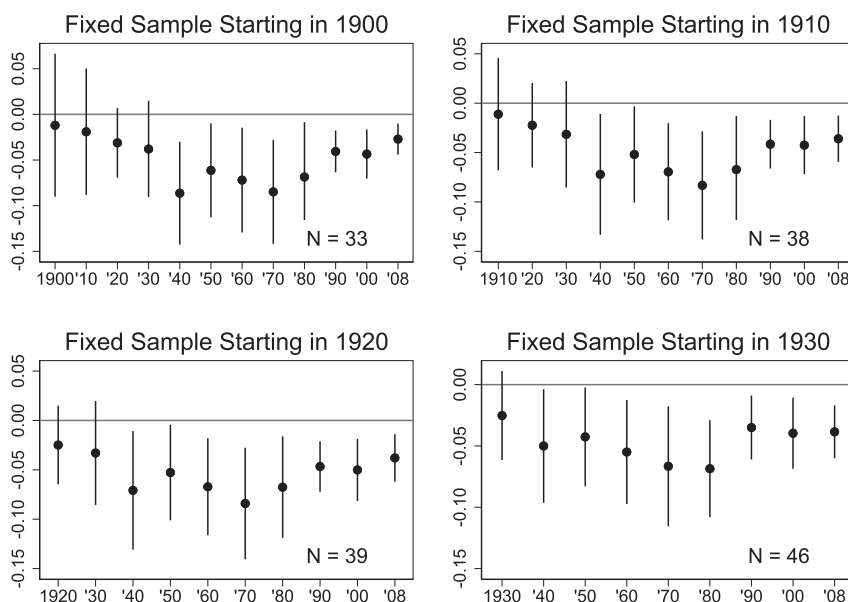 Fixed Sample Starting in 1900
0.05
0.00
-0.05
-0.10
-0.15
N = 33
1900 '10 '20 '30 '40 '50 '60 '70 '80 '90 '00 '08
Fixed Sample Starting in 1910
0.05
0.00
-0.05
-0.10
-0.15
N = 38
1910 '20 '30 '40 '50 '60 '70 '80 '90 '00 '08
Fixed Sample Starting in 1920
0.05
0.00
-0.05
-0.10
-0.15
N = 39
1920 '30 '40 '50 '60 '70 '80 '90 '00 '08
Fixed Sample Starting in 1930
0.00
-0.05
-0.10
-0.15
N = 46
1930 '40 '50 '60 '70 '80 '90 '00 '08